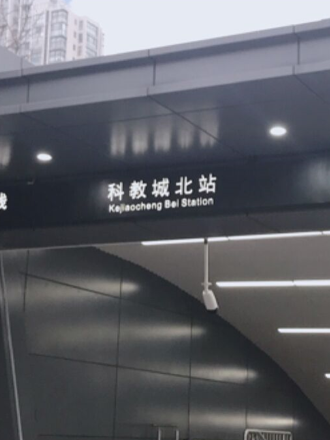 科教城北站
Kejiaocheng Bei Station